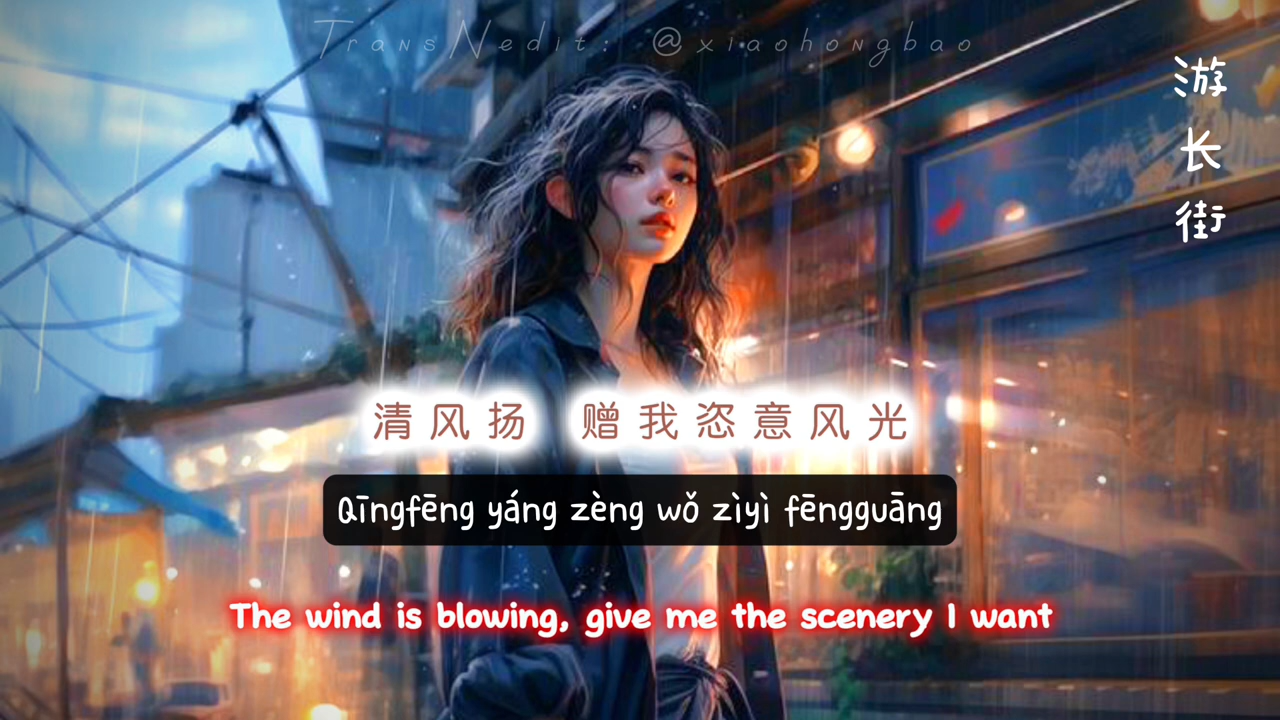 TransNedit: @xiaohongbao
游长街
清风扬 赠我恣意风光
Qīngfēng yáng zèng wǒ zìyì fēngguāng
The wind is blowing, give me the scenery I want